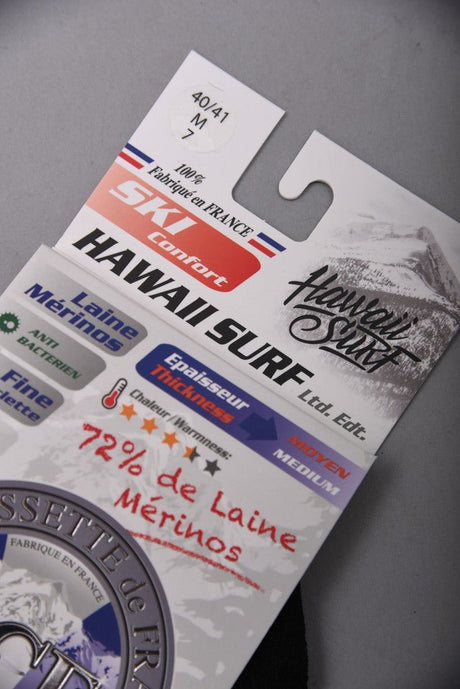 40/41
M
7
100%
Fabriqué en FRANCE
SKI
Confort
HAWAII SURF
Ltd. Edt.
Hawaii
Surf
Laine
Mérinos
ANTI
BACTERIEN
Fine
Epaisseur
Thickness
MOYEN
MEDIUM
Chaleur/Warmness:
72% de Laine
Mérinos
FABRIQUÉ EN FRANCE